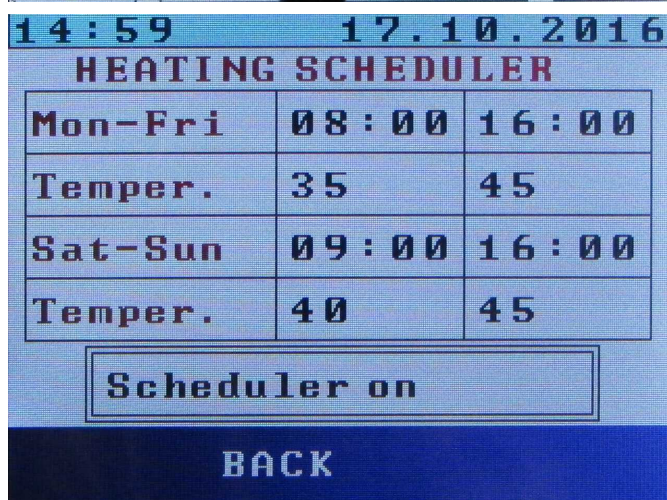 14:59 17.10.2016
HEATING SCHEDULER
Mon-Fri 08:00 16:00
Temper. 35 45
Sat-Sun 09:00 16:00
Temper. 40 45
Scheduler on
BACK